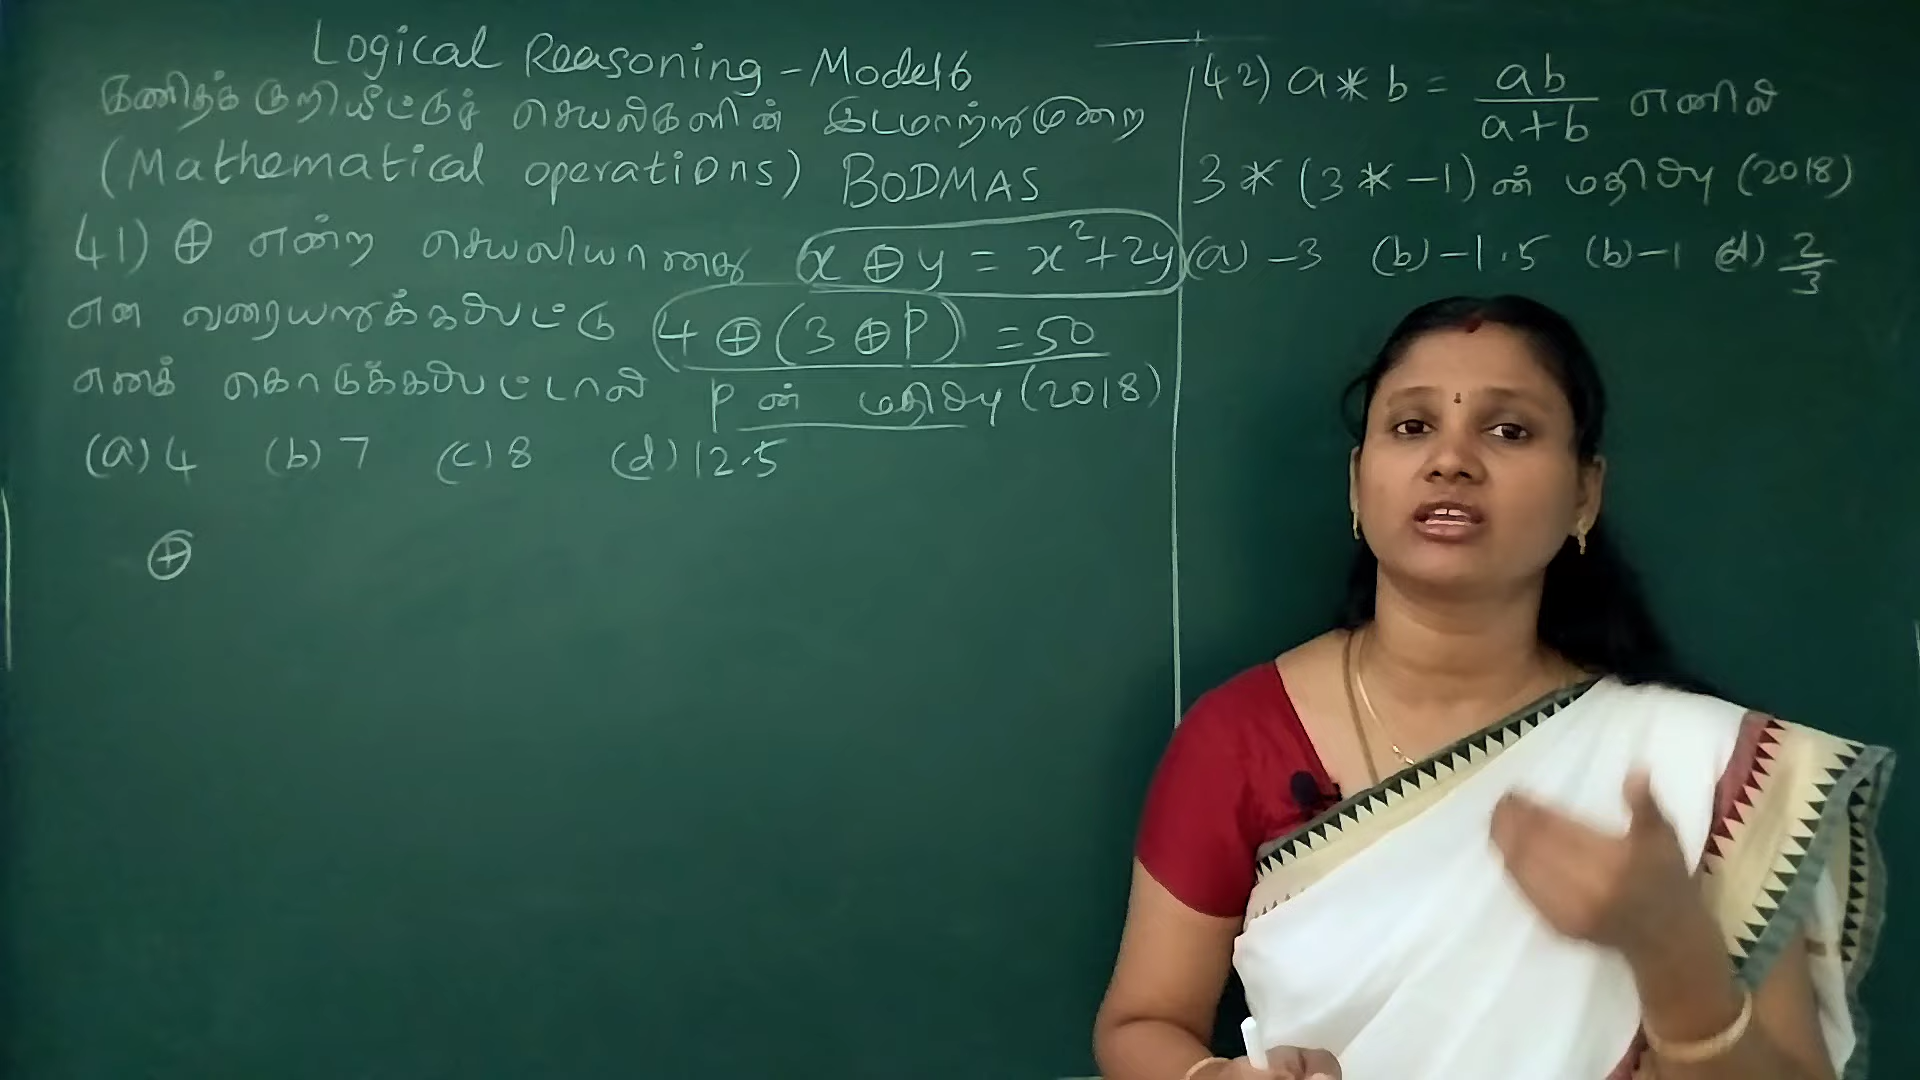 Logical Reasoning - Model 6
கணிதக் குறியீட்டுச் செயல்களின் இடமாற்று முறை
(Mathematical operations) BODMAS
41) ⊕ என்ற செயலியானது x ⊕ y = x² + 2y
என வரையறுக்கப்பட்டு 4 ⊕ (3 ⊕ p) = 50
எனக் கொடுக்கப்பட்டால் p ன் மதிப்பு (2018)
(a) 4 (b) 7 (c) 8 (d) 12.5
⊕
42) a * b = ab/a+b எனில்
3 * (3 * -1) ன் மதிப்பு (2018)
(a) -3 (b) -1.5 (b) -1 (d) 2/3